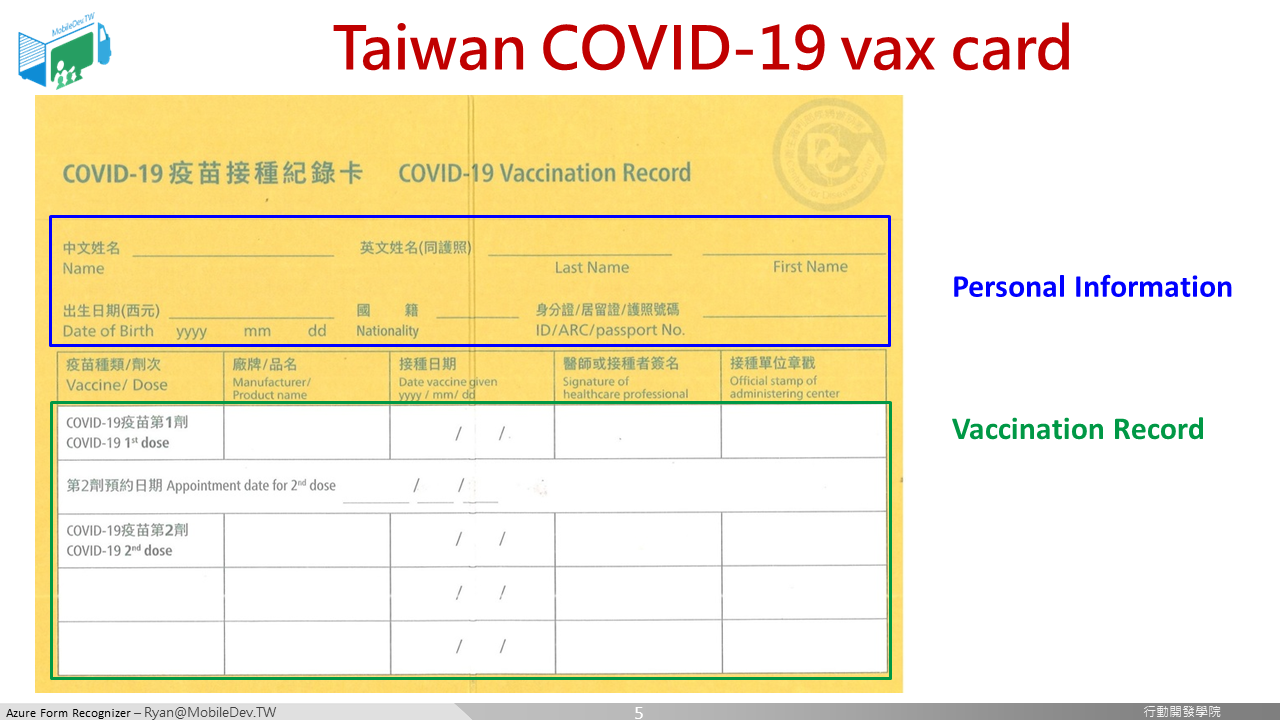 MobileDev.TW
Taiwan COVID-19 vax card
COVID-19 疫苗接種紀錄卡 COVID-19 Vaccination Record
中文姓名 英文姓名(同護照)
Name Last Name First Name
出生日期(西元) 國 籍 身分證/居留證/護照號碼
Date of Birth yyyy mm dd Nationality ID/ARC/passport No.
Personal Information
疫苗種類/劑次 廠牌/品名 接種日期 醫師或接種者簽名 接種單位章戳
Vaccine/ Dose Manufacturer/ Date vaccine given Signature of Official stamp of
Product name yyyy / mm/ dd healthcare professional administering center
COVID-19疫苗第1劑
COVID-19 1st dose / /
第2劑預約日期 Appointment date for 2nd dose / /
COVID-19疫苗第2劑
COVID-19 2nd dose / /
/ /
/ /
Vaccination Record
Azure Form Recognizer – Ryan@MobileDev.TW 5 行動開發學院